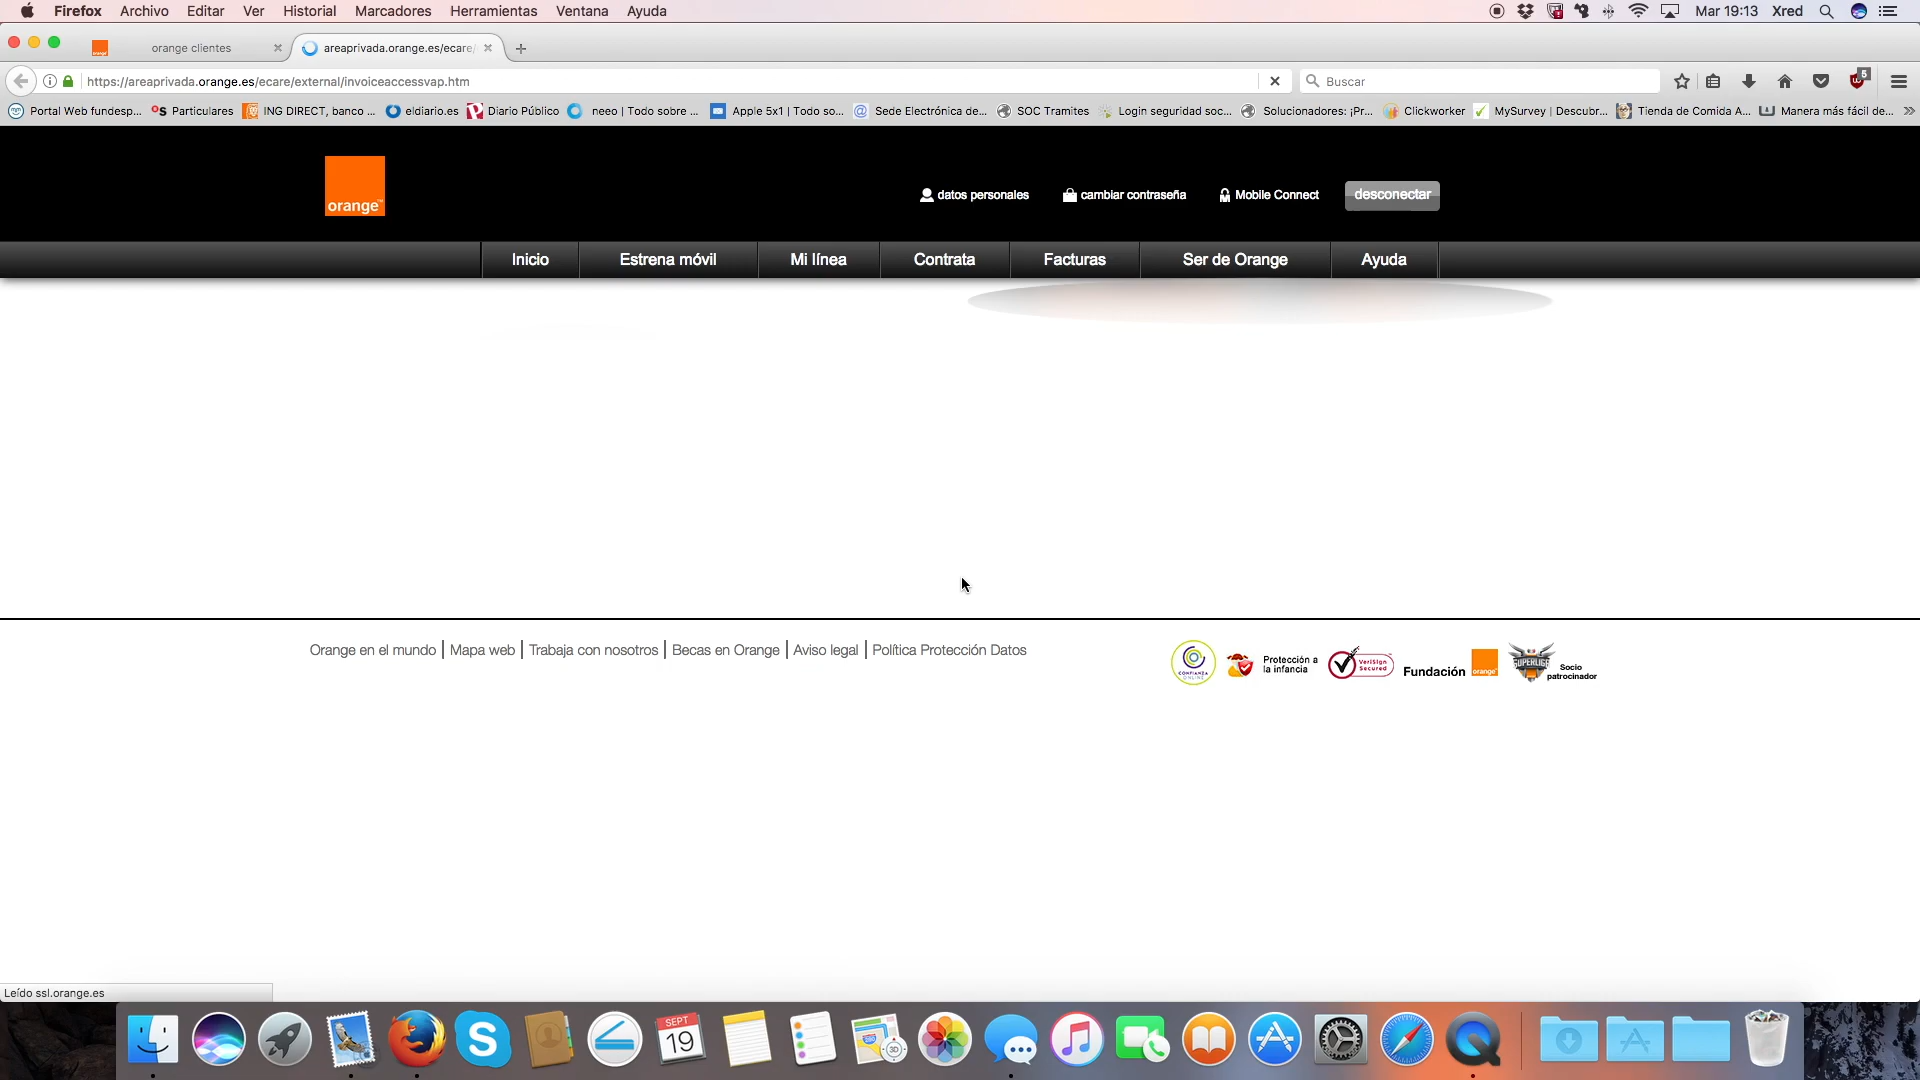 Firefox Archivo Editar Ver Historial Marcadores Herramientas Ventana Ayuda Mar 19:13 Xred
orange clientes areaprivada.orange.es/ecare/
https://areaprivada.orange.es/ecare/external/invoiceaccessvap.htm Buscar 5
Portal Web fundesp... Particulares ING DIRECT, banco ... eldiario.es Diario Público neeo | Todo sobre ... Apple 5x1 | Todo so... Sede Electrónica de... SOC Tramites Login seguridad soc... Solucionadores: ¡Pr... Clickworker MySurvey | Descubr... Tienda de Comida A... Manera más fácil de...
orange™
datos personales cambiar contraseña Mobile Connect desconectar
Inicio Estrena móvil Mi línea Contrata Facturas Ser de Orange Ayuda
Orange en el mundo | Mapa web | Trabaja con nosotros | Becas en Orange | Aviso legal | Política Protección Datos
CONFIANZA ONLINE
Protección a
la infancia
VeriSign
Secured
Fundación orange
SUPERLIGA
Socio
patrocinador
Leído ssl.orange.es
SEPT
19
3D